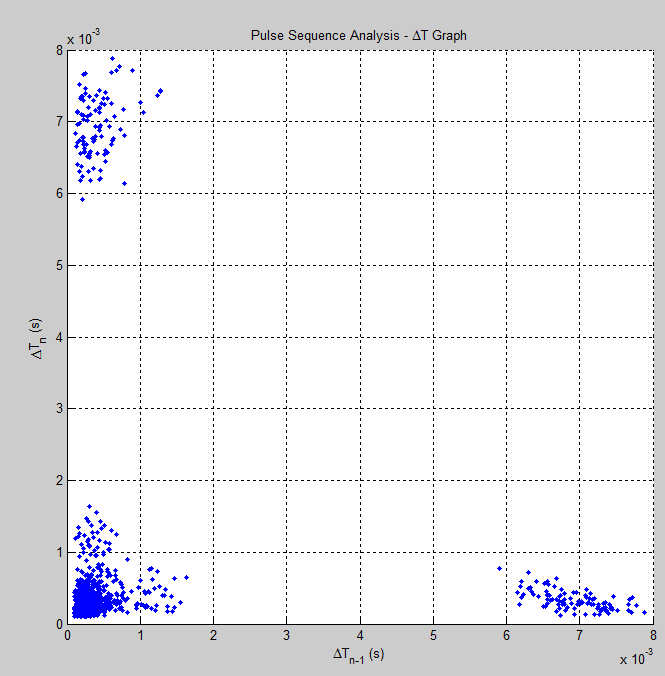 Pulse Sequence Analysis - ΔT Graph
x 10⁻³
8
7
6
5
4
3
2
1
0
ΔTₙ (s)
0 1 2 3 4 5 6 7 8
ΔTₙ₋₁ (s)
x 10⁻³